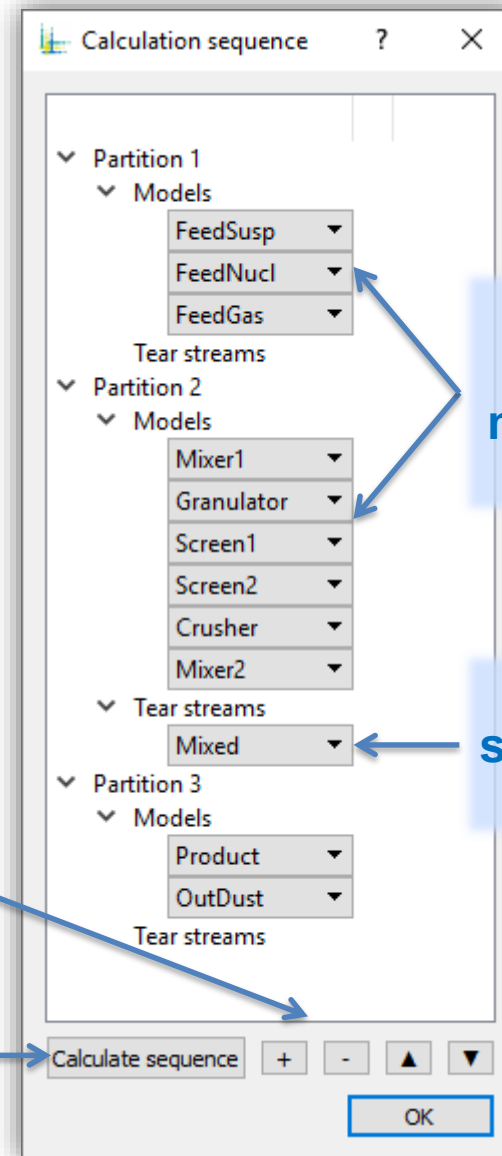 Calculation sequence ? ×
Partition 1
Models
FeedSusp
FeedNucl
FeedGas
Tear streams
Partition 2
Models
Mixer1
Granulator
Screen1
Screen2
Crusher
Mixer2
Tear streams
Mixed
Partition 3
Models
Product
OutDust
Tear streams
Calculate sequence + - ▲ ▼
OK